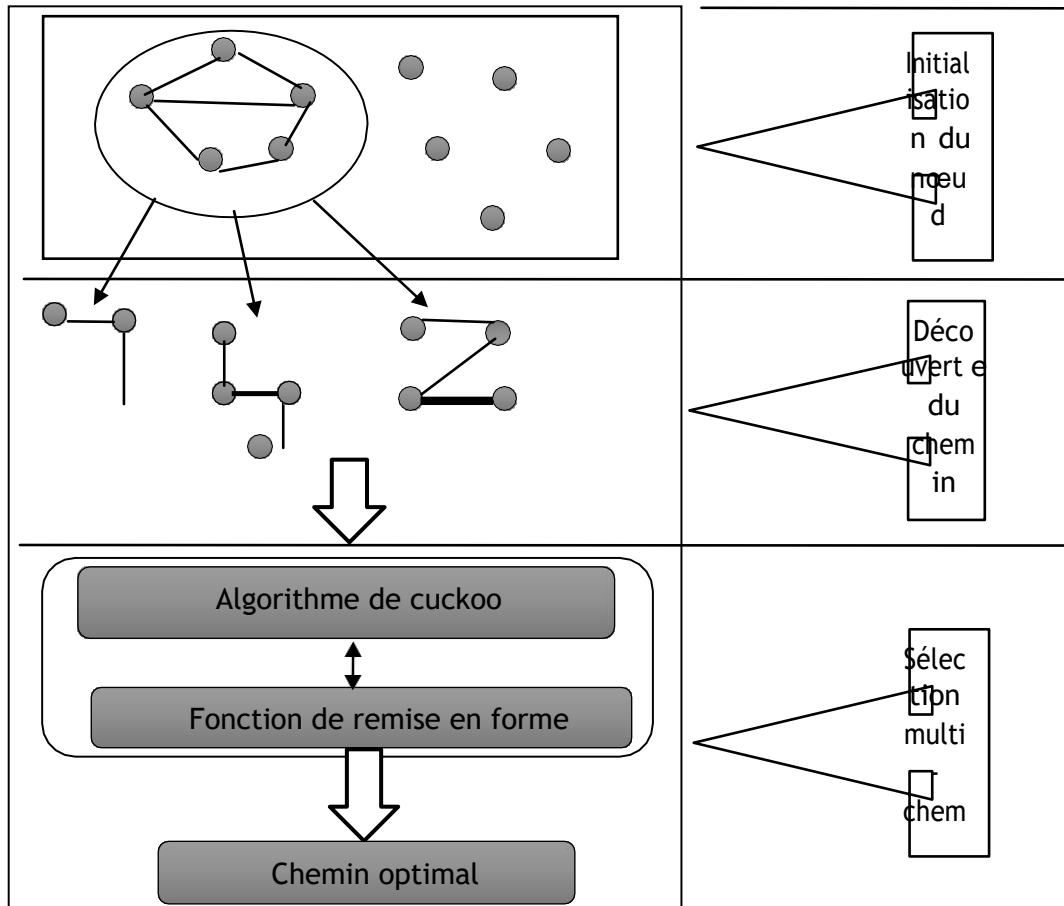 Initial
isatio
n du
nœu
d
Déco
uvert e
du
chem
in
Algorithme de cuckoo
Fonction de remise en forme
Chemin optimal
Sélec
tion
multi
-
chem